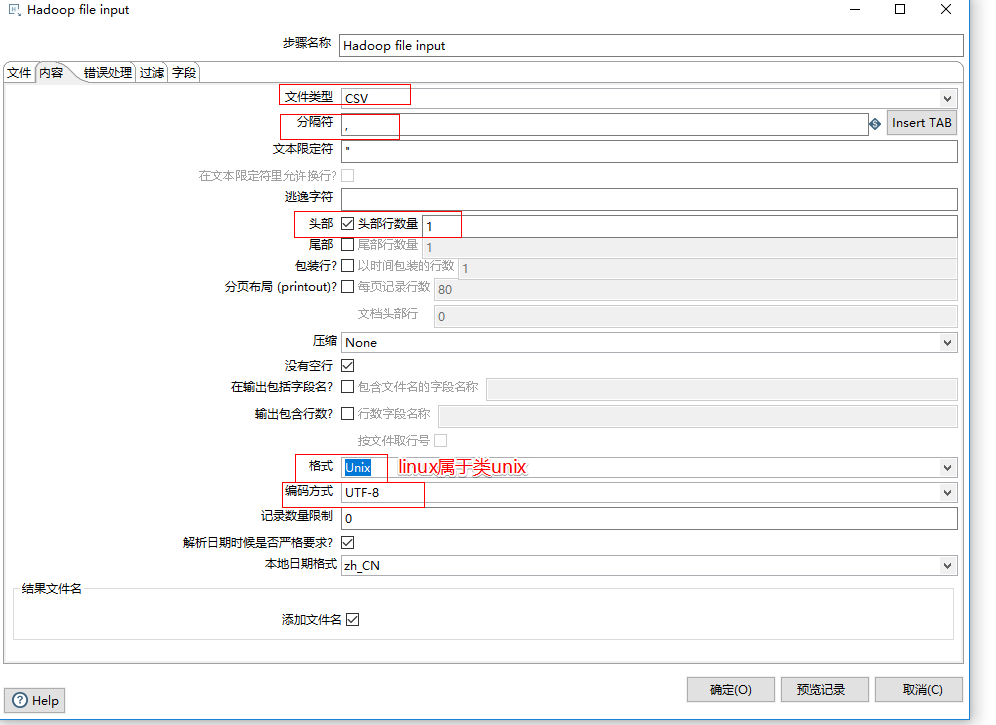 Hadoop file input
步骤名称 Hadoop file input
文件 内容 错误处理 过滤 字段
文件类型 CSV
分隔符 , Insert TAB
文本限定符 "
在文本限定符里允许换行?
逃逸字符
头部 头部行数量 1
尾部 尾部行数量 1
包装行? 以时间包装的行数 1
分页布局 (printout)? 每页记录行数 80
文档头部行 0
压缩 None
没有空行
在输出包括字段名? 包含文件名的字段名称
输出包含行数? 行数字段名称
按文件取行号
格式 Unix linux属于类unix
编码方式 UTF-8
记录数量限制 0
解析日期时候是否严格要求?
本地日期格式 zh_CN
结果文件名
添加文件名
Help 确定(O) 预览记录 取消(C)